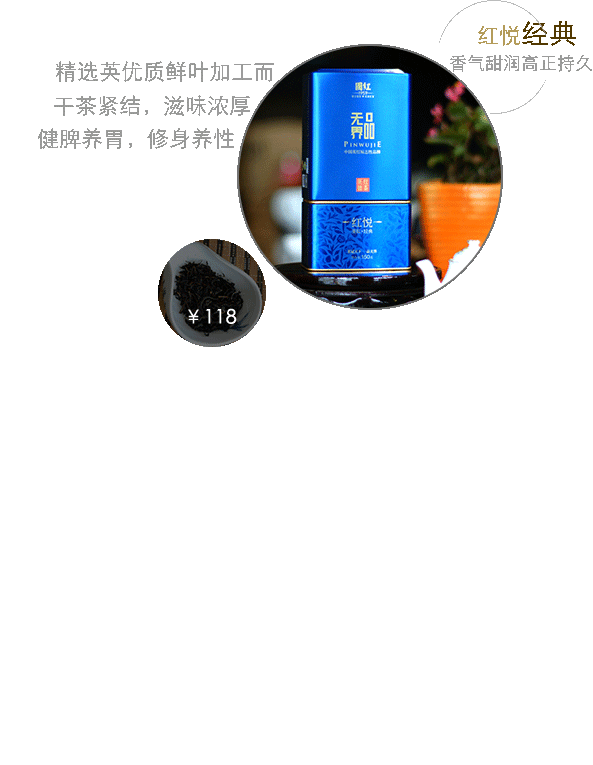 红悦经典
香气甜润高正持久
精选英优质鲜叶加工而
干茶紧结，滋味浓厚
健脾养胃，修身养性
品
无界
PINWUJIE
红悦
¥118